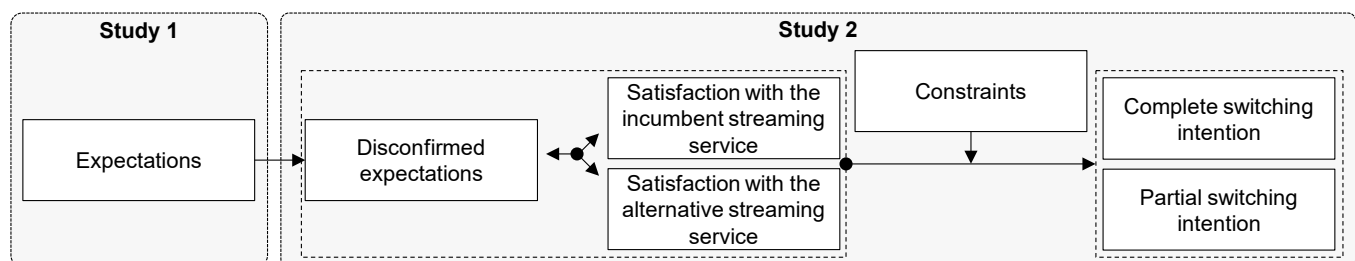 Study 1
Study 2
Expectations
Disconfirmed
expectations
Satisfaction with the
incumbent streaming
service
Satisfaction with the
alternative streaming
service
Constraints
Complete switching
intention
Partial switching
intention